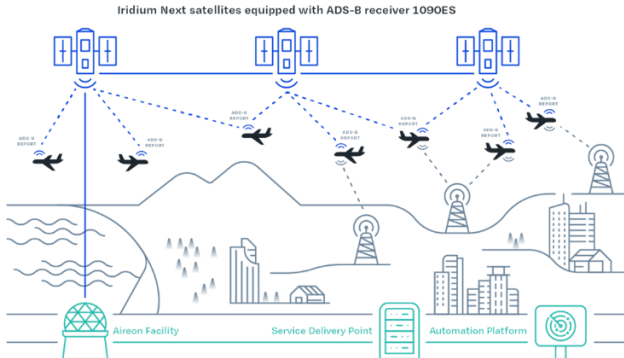 Iridium Next satellites equipped with ADS-B receiver 1090ES
ADS-B
REPORT
ADS-B
REPORT
ADS-B
REPORT
ADS-B
REPORT
ADS-B
REPORT
ADS-B
REPORT
ADS-B
REPORT
Aireon Facility
Service Delivery Point
Automation Platform